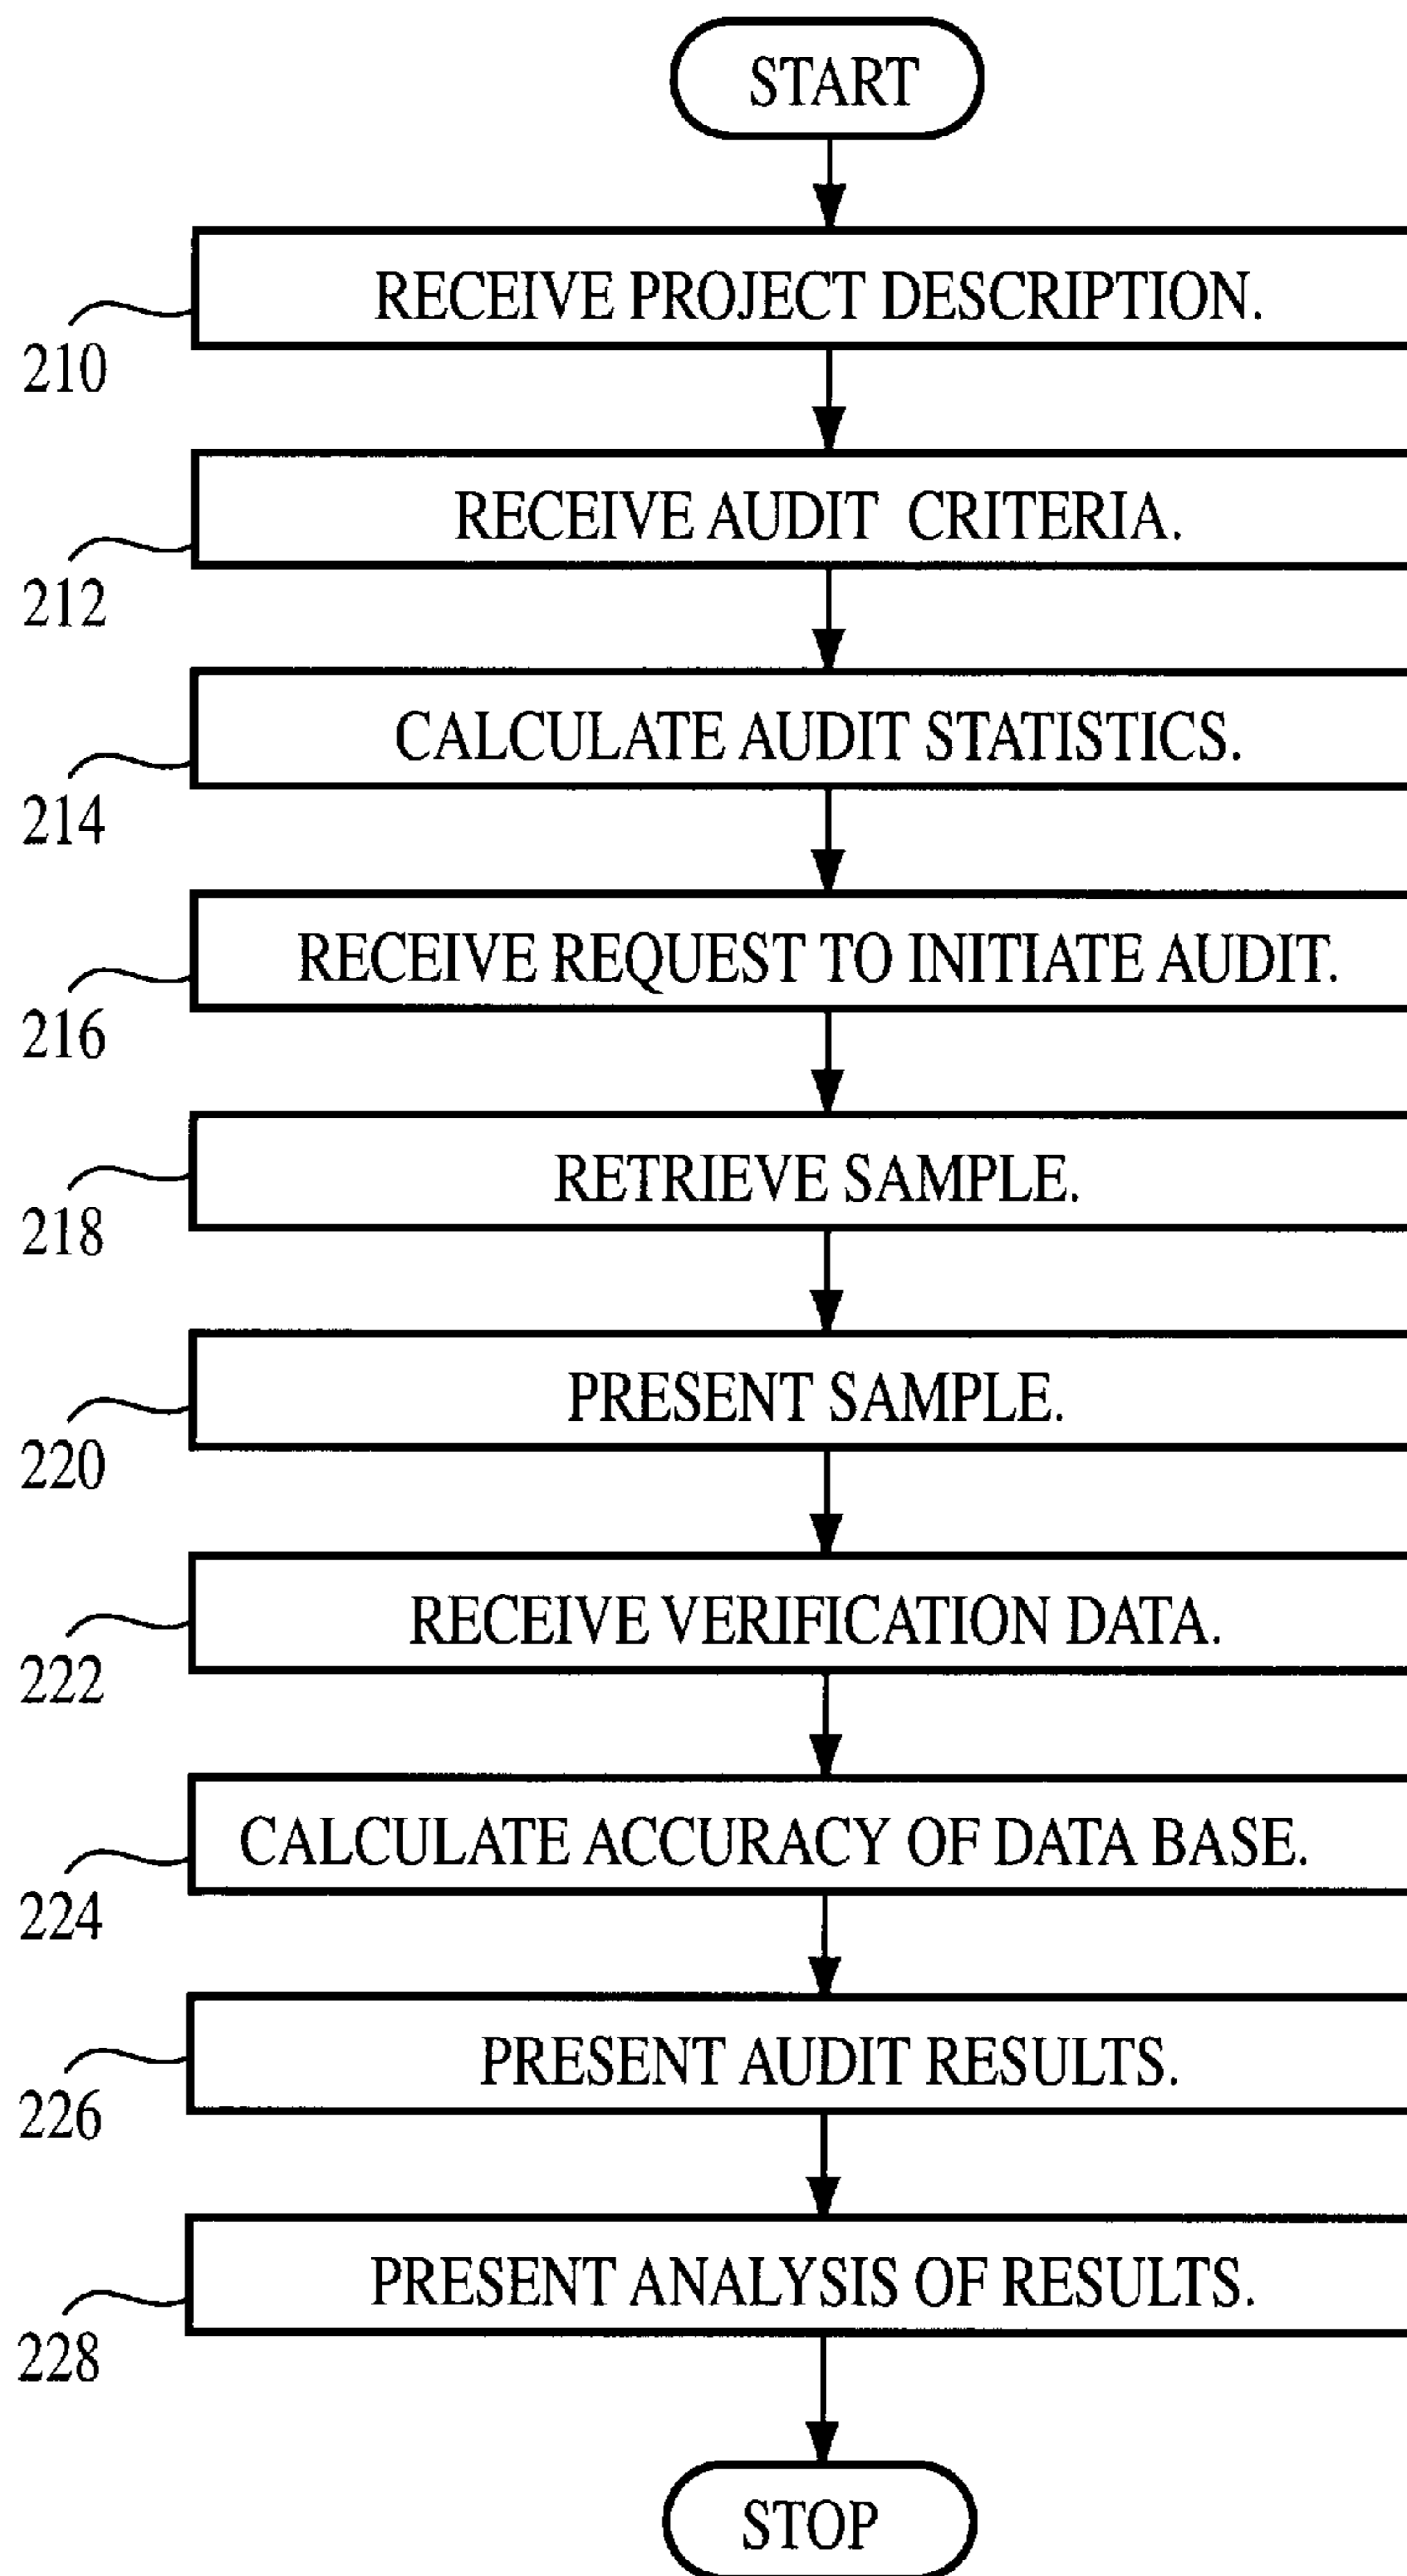 START
RECEIVE PROJECT DESCRIPTION.
210
RECEIVE AUDIT CRITERIA.
212
CALCULATE AUDIT STATISTICS.
214
RECEIVE REQUEST TO INITIATE AUDIT.
216
RETRIEVE SAMPLE.
218
PRESENT SAMPLE.
220
RECEIVE VERIFICATION DATA.
222
CALCULATE ACCURACY OF DATA BASE.
224
PRESENT AUDIT RESULTS.
226
PRESENT ANALYSIS OF RESULTS.
228
STOP